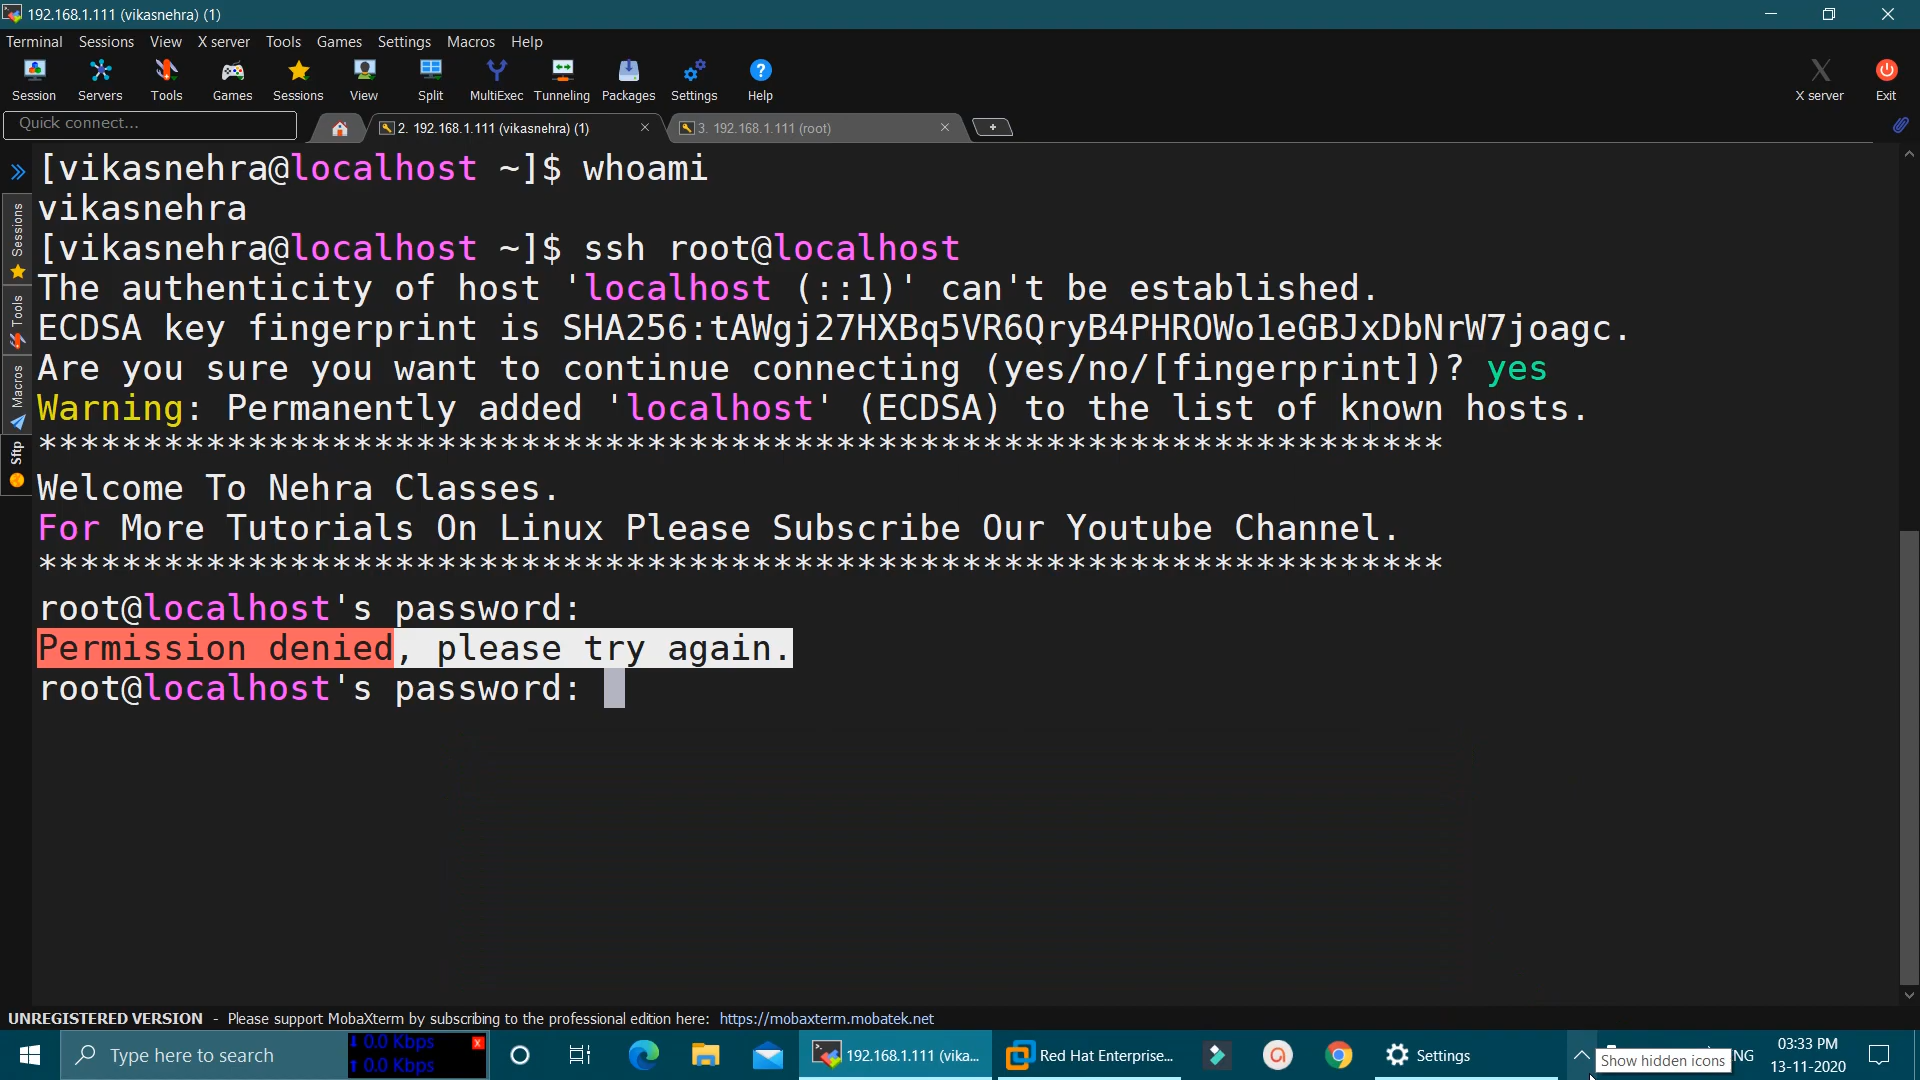 192.168.1.111 (vikasnehra) (1)
Terminal Sessions View X server Tools Games Settings Macros Help
Session Servers Tools Games Sessions View Split MultiExec Tunneling Packages Settings Help X server Exit
Quick connect...
2. 192.168.1.111 (vikasnehra) (1)
3. 192.168.1.111 (root)
Sessions
Tools
Macros
Sftp
[vikasnehra@localhost ~]$ whoami
vikasnehra
[vikasnehra@localhost ~]$ ssh root@localhost
The authenticity of host 'localhost (::1)' can't be established.
ECDSA key fingerprint is SHA256:tAWgj27HXBq5VR6QryB4PHROWo1eGBJxDbNrW7joagc.
Are you sure you want to continue connecting (yes/no/[fingerprint])? yes
Warning: Permanently added 'localhost' (ECDSA) to the list of known hosts.
*******************************************************************
Welcome To Nehra Classes.
For More Tutorials On Linux Please Subscribe Our Youtube Channel.
*******************************************************************
root@localhost's password:
Permission denied, please try again.
root@localhost's password:
UNREGISTERED VERSION - Please support MobaXterm by subscribing to the professional edition here: https://mobaxterm.mobatek.net
Type here to search
0.0 Kbps
0.0 Kbps
192.168.1.111 (vika...
Red Hat Enterprise...
Settings
Show hidden icons
NG
03:33 PM
13-11-2020